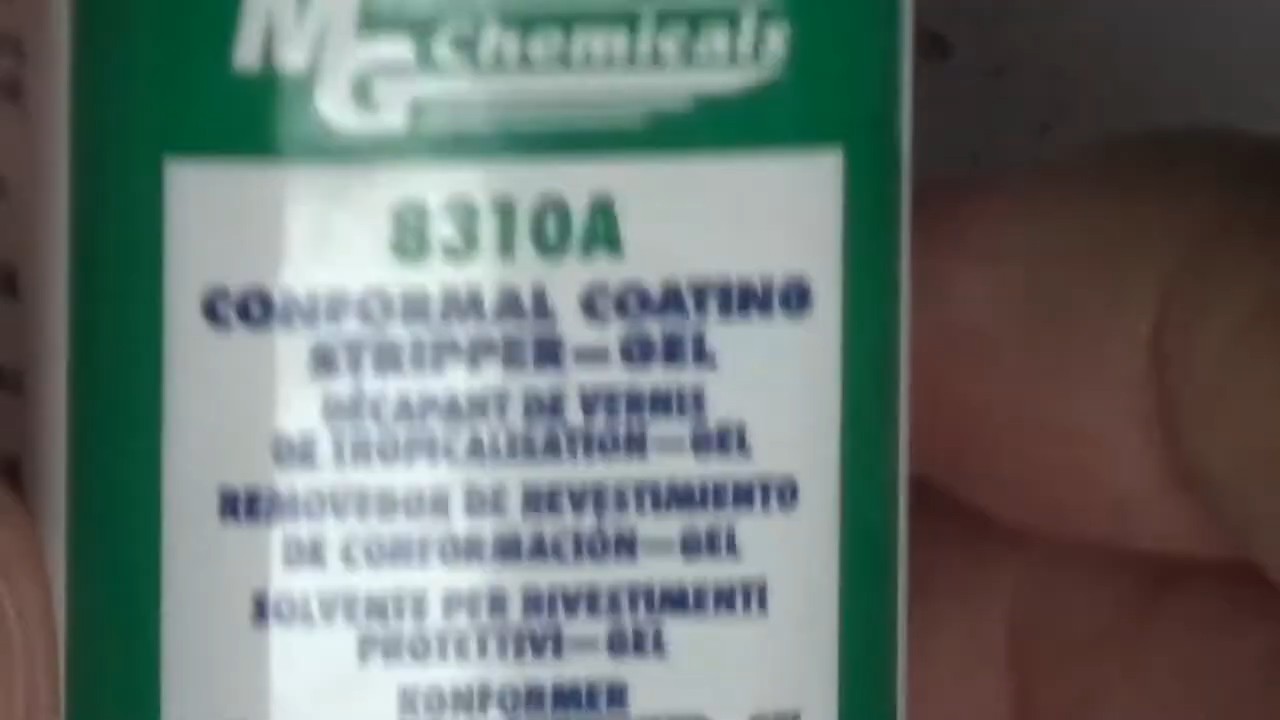 MG Chemicals
8310A
CONFORMAL COATING
STRIPPER—GEL
DÉCAPANT DE VERNIS
DE TROPICALISATION—GEL
REMOVEDOR DE REVESTIMIENTO
DE CONFORMACIÓN—GEL
SOLVENTE PER RIVESTIMENTI
PROTETTIVI—GEL
KONFORMER